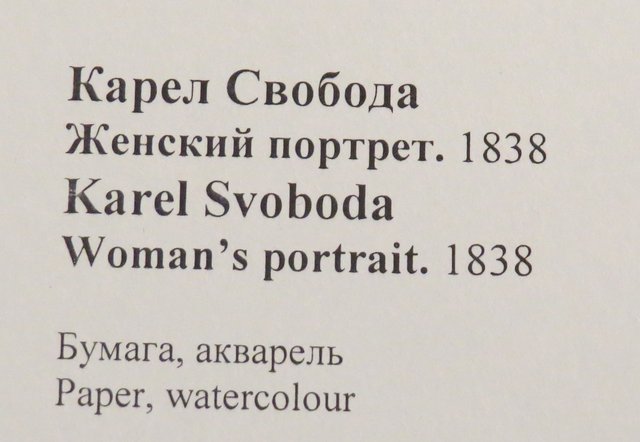 Карел Свобода
Женский портрет. 1838
Karel Svoboda
Woman's portrait. 1838
Бумага, акварель
Paper, watercolour